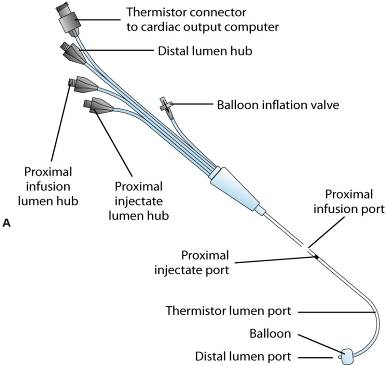 Thermistor connector
to cardiac output computer
Distal lumen hub
Balloon inflation valve
Proximal
infusion
lumen hub
Proximal
injectate
lumen hub
A
Proximal
infusion port
Proximal
injectate port
Thermistor lumen port
Balloon
Distal lumen port